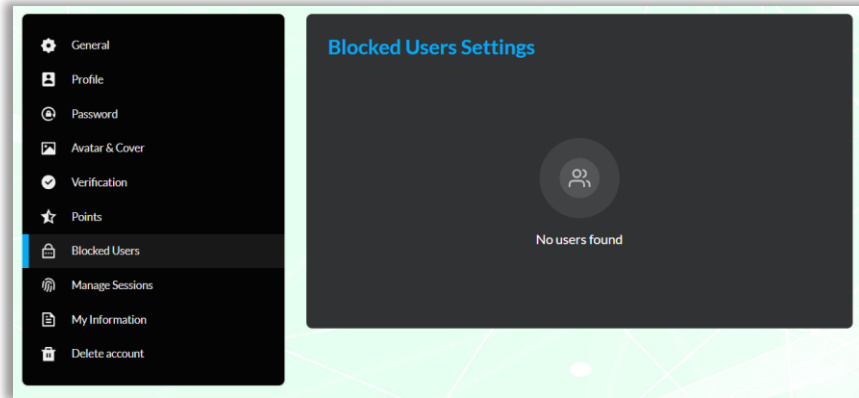 General
Profile
Password
Avatar & Cover
Verification
Points
Blocked Users
Manage Sessions
My Information
Delete account
Blocked Users Settings
No users found